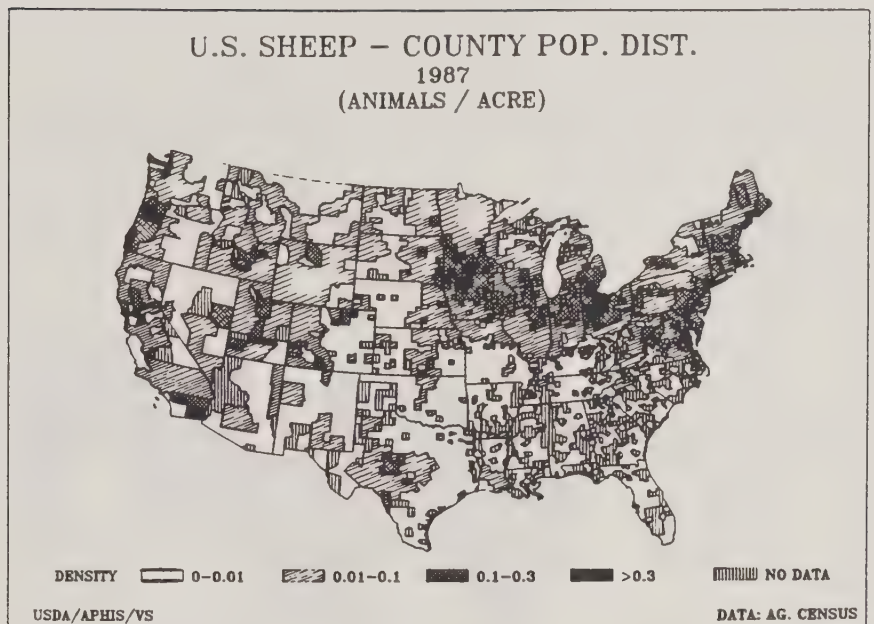 U.S. SHEEP – COUNTY POP. DIST.
1987
(ANIMALS / ACRE)
DENSITY 0–0.01 0.01–0.1 0.1–0.3 >0.3 NO DATA
USDA/APHIS/VS DATA: AG. CENSUS